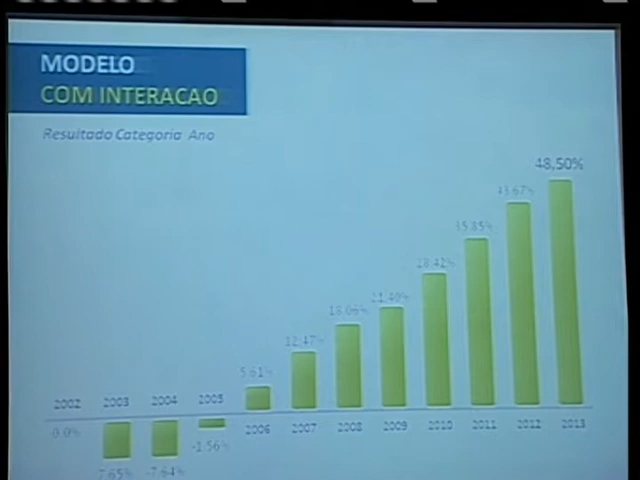 MODELO
COM INTERACAO
Resultado Categoria Ano
48,50%
43.67%
35.85%
28.42%
21.40%
18.06%
12.47%
5.61%
2002 2003 2004 2005
2006 2007 2008 2009 2010 2011 2012 2013
0.0%
-1.56%
7.65% -7.64%